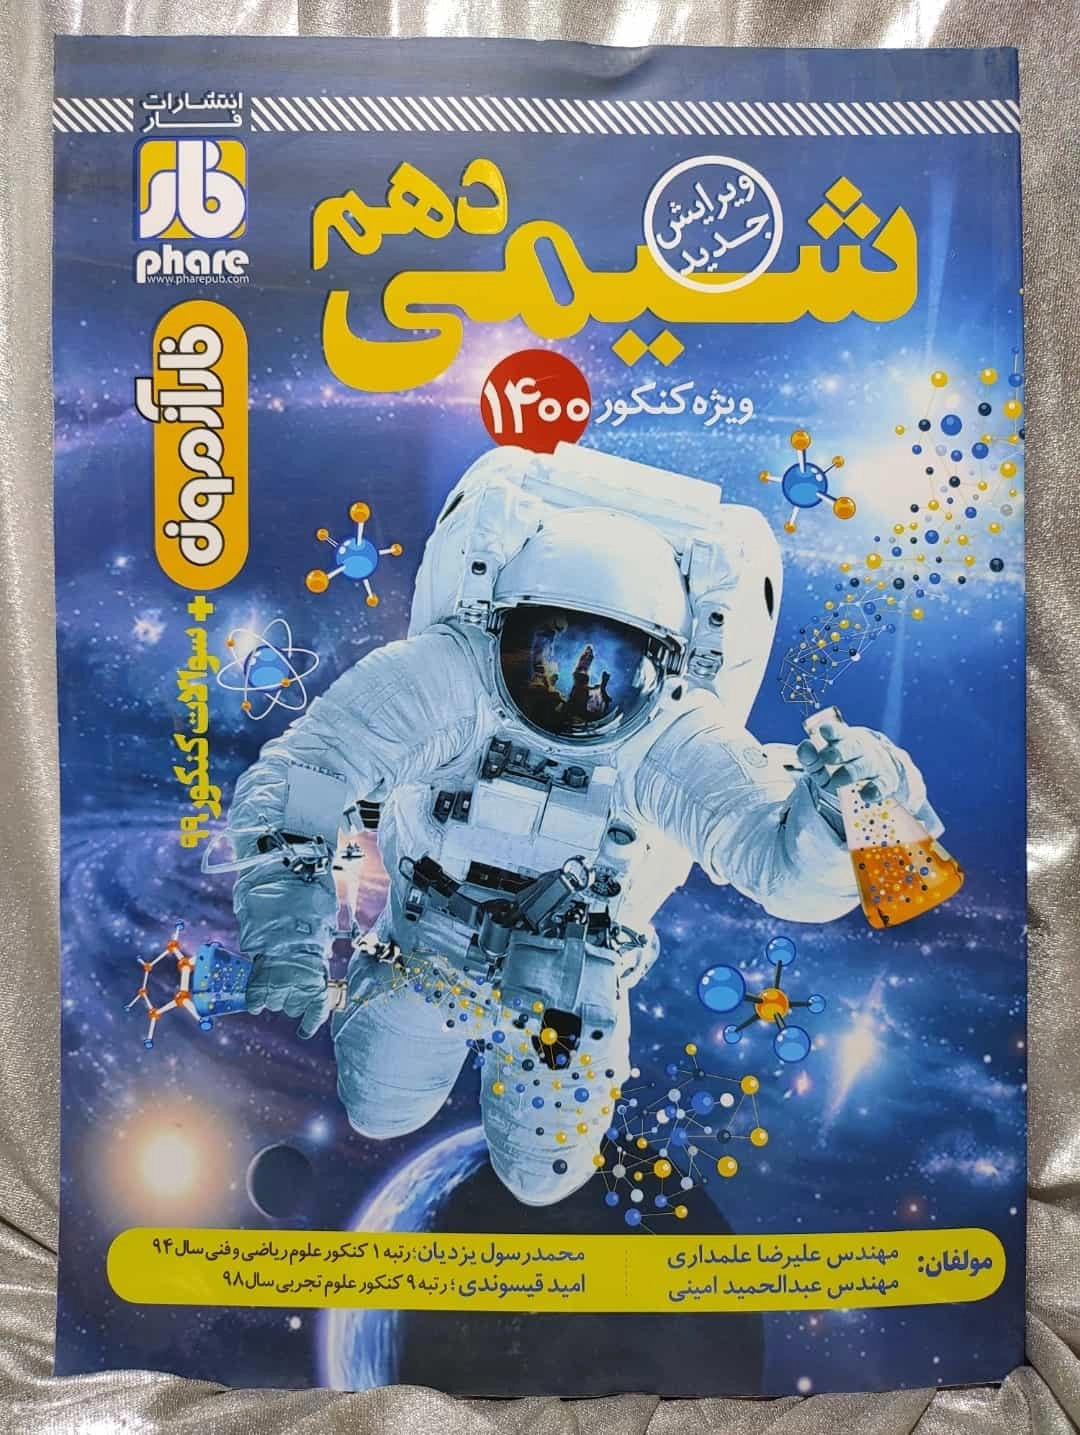 انتشارات
فار
فار
phare
www.pharepub.com
ویرایش
جدید
شیمی دهم
ویژه کنکور ۱۴۰۰
فارآزمون
+ سوالات کنکور ۹۹
مولفان:
مهندس علیرضا علمداری
مهندس عبدالحمید امینی
محمدرسول یزدیان؛ رتبه ۱ کنکور علوم ریاضی و فنی سال ۹۴
امید قیسوندی؛ رتبه ۹ کنکور علوم تجربی سال ۹۸